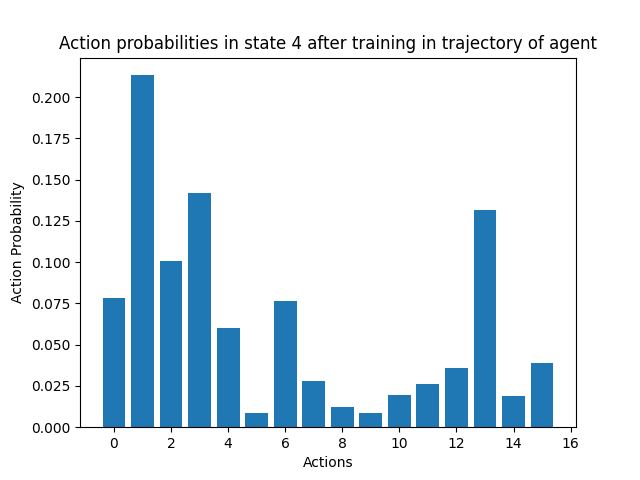 Action probabilities in state 4 after training in trajectory of agent
0.200
0.175
0.150
0.125
0.100
0.075
0.050
0.025
0.000
Action Probability
0 2 4 6 8 10 12 14 16
Actions